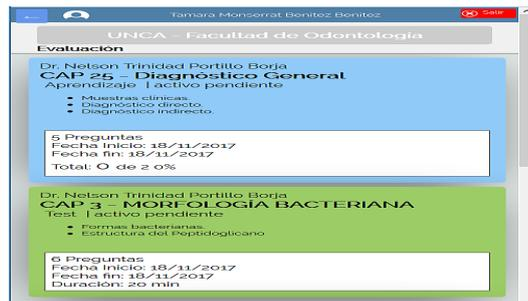 Tamara Monserrat Benitez Benitez
Salir
UNCA - Facultad de Odontología
Evaluación
Dr. Nelson Trinidad Portillo Borja
CAP 25 - Diagnóstico General
Aprendizaje | activo pendiente
Muestras clínicas.
Diagnóstico directo.
Diagnóstico indirecto.
5 Preguntas
Fecha Inicio: 18/11/2017
Fecha fin: 18/11/2017
Total: 0 de 2 0%
Dr. Nelson Trinidad Portillo Borja
CAP 3 - MORFOLOGÍA BACTERIANA
Test | activo pendiente
Formas bacterianas.
Estructura del Peptidoglicano
6 Preguntas
Fecha Inicio: 18/11/2017
Fecha fin: 18/11/2017
Duración: 20 min